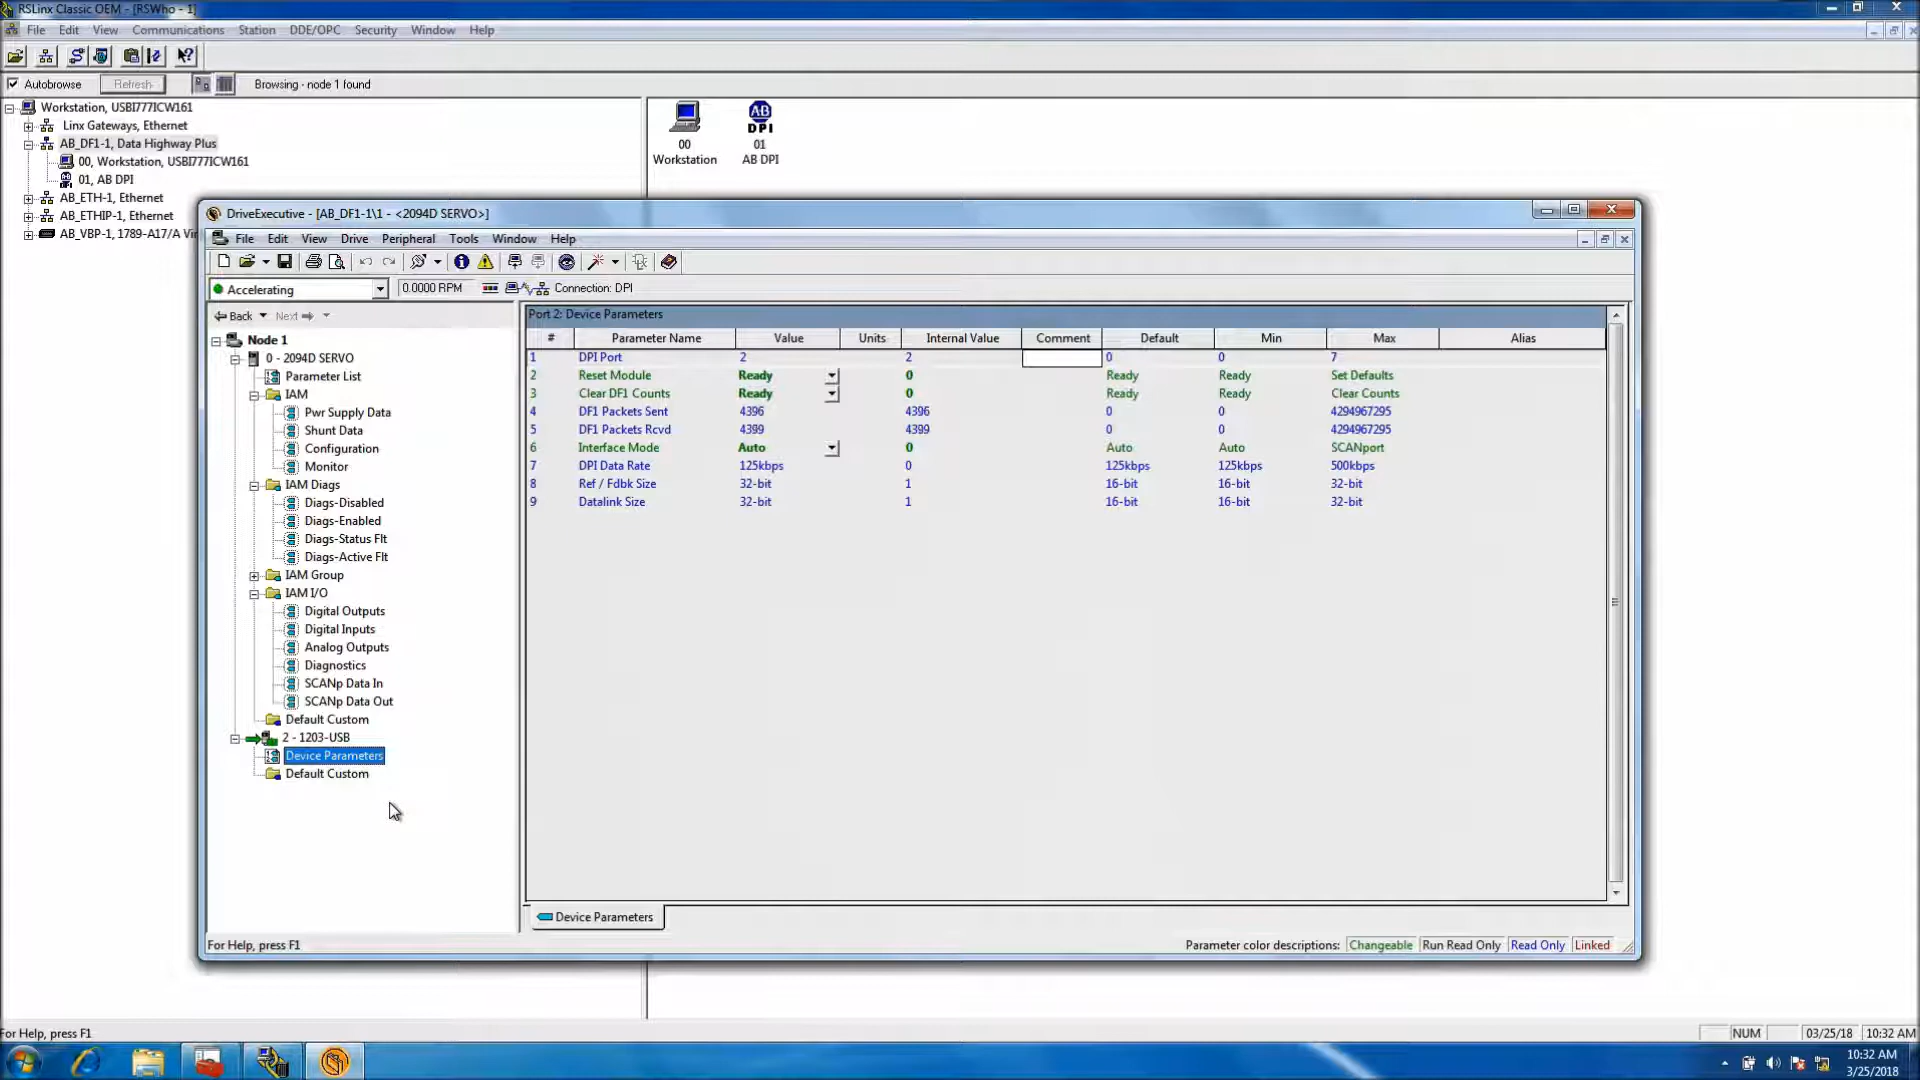 RSLinx Classic OEM - [RSWho - 1]
File Edit View Communications Station DDE/OPC Security Window Help
Autobrowse Refresh Browsing - node 1 found
Workstation, USBI777ICW161
Linx Gateways, Ethernet
AB_DF1-1, Data Highway Plus
00, Workstation, USBI777ICW161
01, AB DPI
AB_ETH-1, Ethernet
AB_ETHIP-1, Ethernet
AB_VBP-1, 1789-A17/A Vir
AB
DPI
00
Workstation
01
AB DPI
DriveExecutive - [AB_DF1-1\1 - <2094D SERVO>]
File Edit View Drive Peripheral Tools Window Help
Accelerating 0.0000 RPM Connection: DPI
Back Next
Node 1
0 - 2094D SERVO
Parameter List
IAM
Pwr Supply Data
Shunt Data
Configuration
Monitor
IAM Diags
Diags-Disabled
Diags-Enabled
Diags-Status Flt
Diags-Active Flt
IAM Group
IAM I/O
Digital Outputs
Digital Inputs
Analog Outputs
Diagnostics
SCANp Data In
SCANp Data Out
Default Custom
2 - 1203-USB
Device Parameters
Default Custom
Port 2: Device Parameters
# Parameter Name Value Units Internal Value Comment Default Min Max Alias
1 DPI Port 2 2 0 0 7
2 Reset Module Ready 0 Ready Ready Set Defaults
3 Clear DF1 Counts Ready 0 Ready Ready Clear Counts
4 DF1 Packets Sent 4396 4396 0 0 4294967295
5 DF1 Packets Rcvd 4399 4399 0 0 4294967295
6 Interface Mode Auto 0 Auto Auto SCANport
7 DPI Data Rate 125kbps 0 125kbps 125kbps 500kbps
8 Ref / Fdbk Size 32-bit 1 16-bit 16-bit 32-bit
9 Datalink Size 32-bit 1 16-bit 16-bit 32-bit
Device Parameters
For Help, press F1 Parameter color descriptions: Changeable Run Read Only Read Only Linked
For Help, press F1 NUM 03/25/18 10:32 AM
10:32 AM
3/25/2018